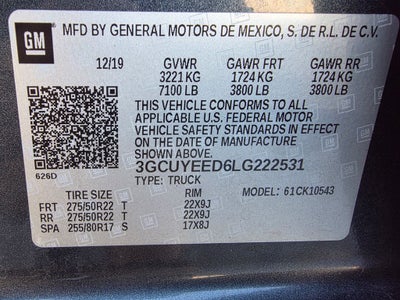 GM MFD BY GENERAL MOTORS DE MEXICO, S. DE R.L. DE C.V.
12/19 GVWR GAWR FRT GAWR RR
3221 KG 1724 KG 1724 KG
7100 LB 3800 LB 3800 LB
THIS VEHICLE CONFORMS TO ALL
APPLICABLE U.S. FEDERAL MOTOR
VEHICLE SAFETY STANDARDS IN EFFECT ON
THE DATE OF MANUFACTURE SHOWN ABOVE.
626D 3GCUYEED6LG222531
TYPE: TRUCK MODEL: 61CK10543
TIRE SIZE SPEED RTG RIM
FRT 275/50R22 T 22X9J
RR 275/50R22 T 22X9J
SPA 255/80R17 S 17X8J